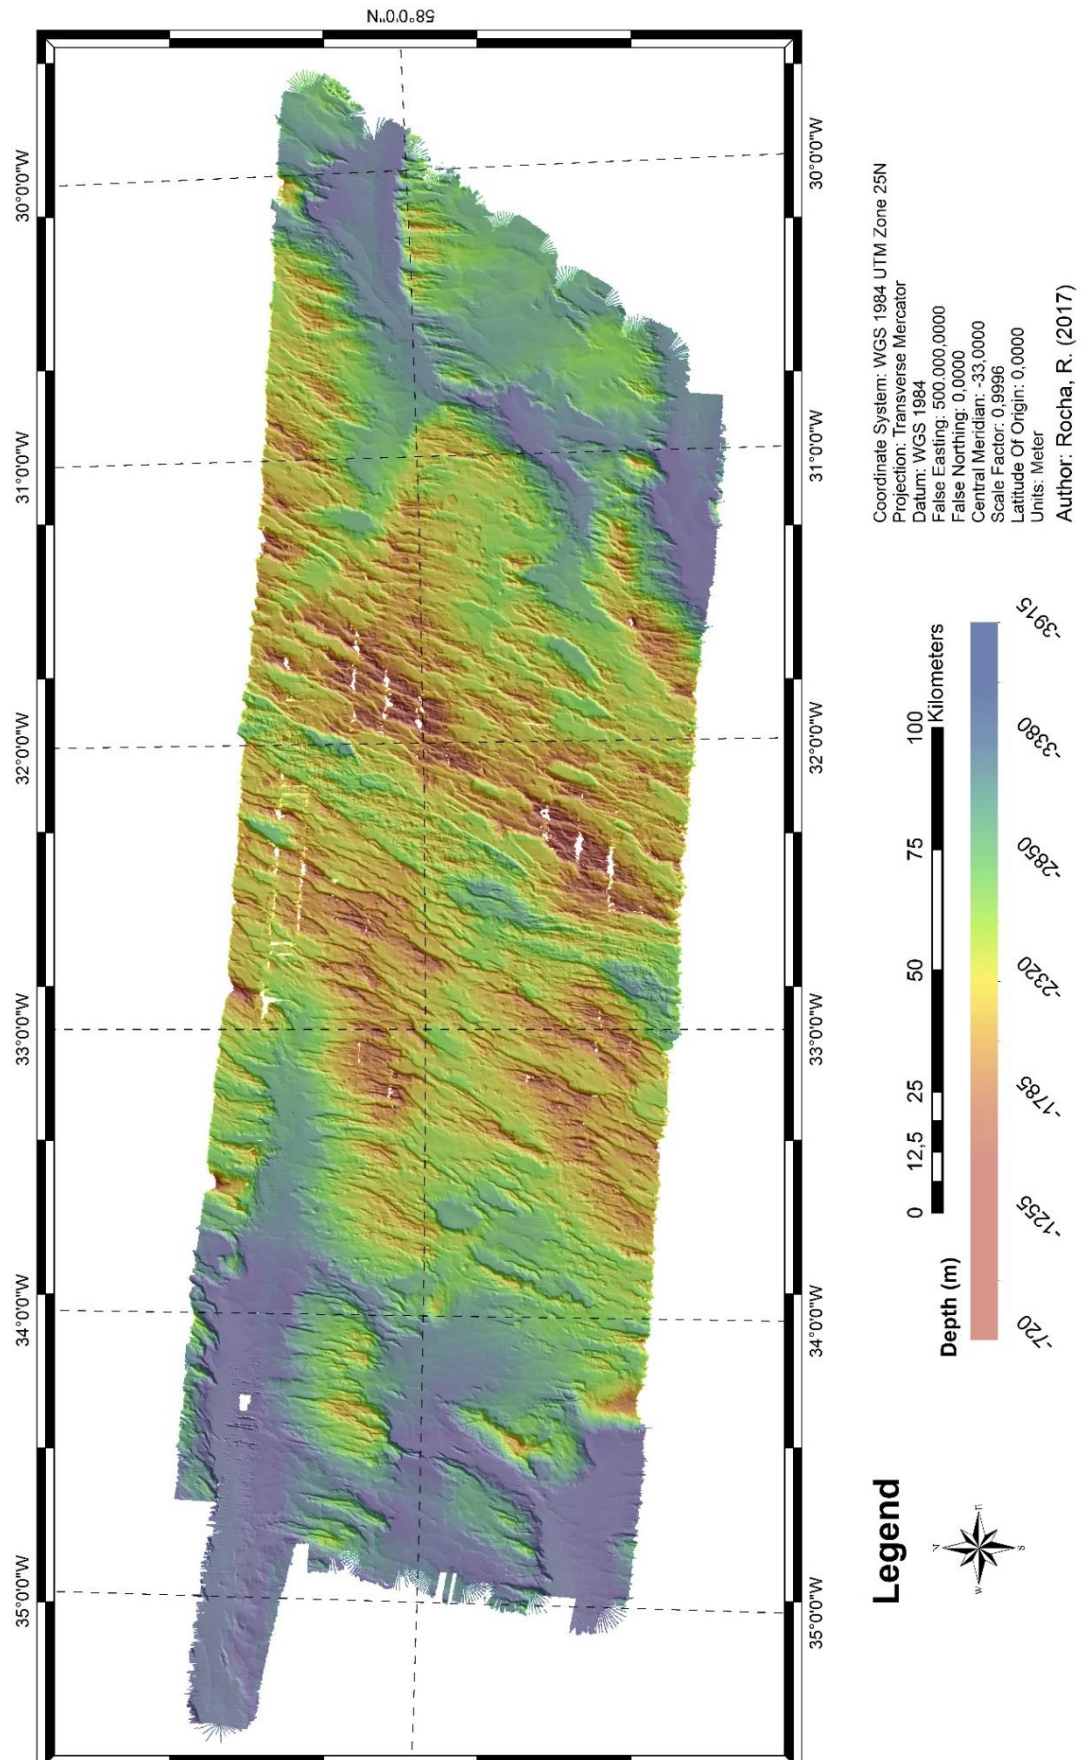 35°0'0"W 34°0'0"W 33°0'0"W 32°0'0"W 31°0'0"W 30°0'0"W
58°0'0"N
35°0'0"W 34°0'0"W 33°0'0"W 32°0'0"W 31°0'0"W 30°0'0"W
Legend
N
W
S
0 12,5 25 50 75 100
Kilometers
Depth (m)
-720 -1255 -1785 -2320 -2850 -3380 -3915
Coordinate System: WGS 1984 UTM Zone 25N
Projection: Transverse Mercator
Datum: WGS 1984
False Easting: 500.000,0000
False Northing: 0,0000
Central Meridian: -33,0000
Scale Factor: 0,9996
Latitude Of Origin: 0,0000
Units: Meter
Author: Rocha, R. (2017)